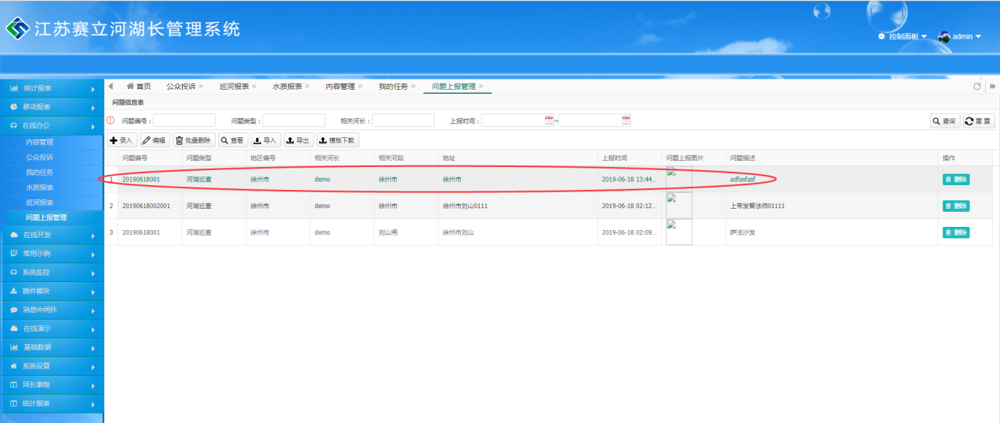 江苏赛立河湖长管理系统
控制面板 admin
统计报表
移动报表
在线办公
内容管理
公众投诉
我的任务
水质报表
巡河报表
问题上报管理
在线开发
常用示例
系统监控
插件模块
消息中间件
在线演示
基础数据
系统设置
河长事物
统计报表
首页 公众投诉 巡河报表 水质报表 内容管理 我的任务 问题上报管理
问题信息表
问题编号： 问题类型： 相关河长： 上报时间： ~ 查询 重置
录入 编辑 批量删除 查看 导入 导出 模板下载
问题编号 问题类型 地区编号 相关河长 相关河段 地址 上报时间 问题上报图片 问题描述 操作
1 20190618001 河湖巡查 徐州市 demo 徐州市 徐州市 2019-06-18 13:44... adfasfasf 删除
2 20190618002001 河湖巡查 徐州市 demo 徐州市 徐州市刘山0111 2019-06-18 02:12... 上帝发誓法师01111 删除
3 20190618001 河湖巡查 徐州市 demo 刘山闸 徐州市刘山 2019-06-18 02:09... 萨法沙发 删除